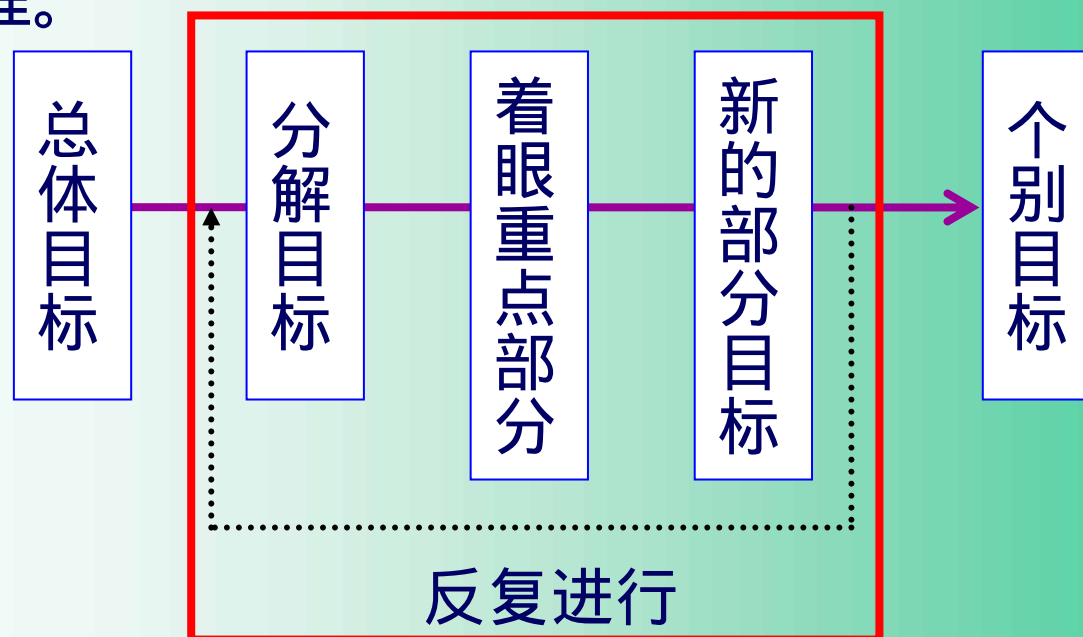 。
总体目标
分解目标
着眼重点部分
新的部分目标
个别目标
反复进行